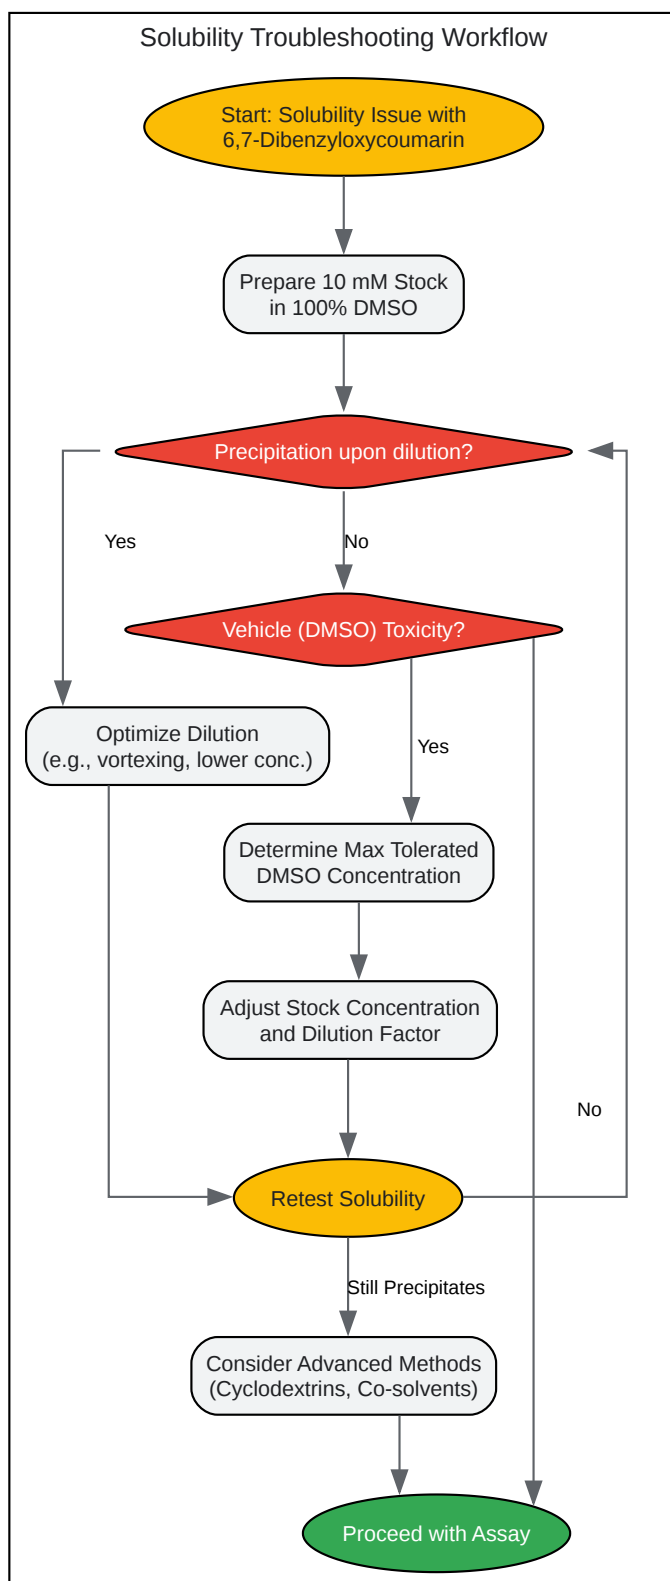 Solubility Troubleshooting Workflow
Start: Solubility Issue with
6,7-Dibenzyloxycoumarin
Prepare 10 mM Stock
in 100% DMSO
Precipitation upon dilution?
Yes
No
Vehicle (DMSO) Toxicity?
Optimize Dilution
(e.g., vortexing, lower conc.)
Yes
Determine Max Tolerated
DMSO Concentration
Adjust Stock Concentration
and Dilution Factor
No
Retest Solubility
Still Precipitates
Consider Advanced Methods
(Cyclodextrins, Co-solvents)
Proceed with Assay